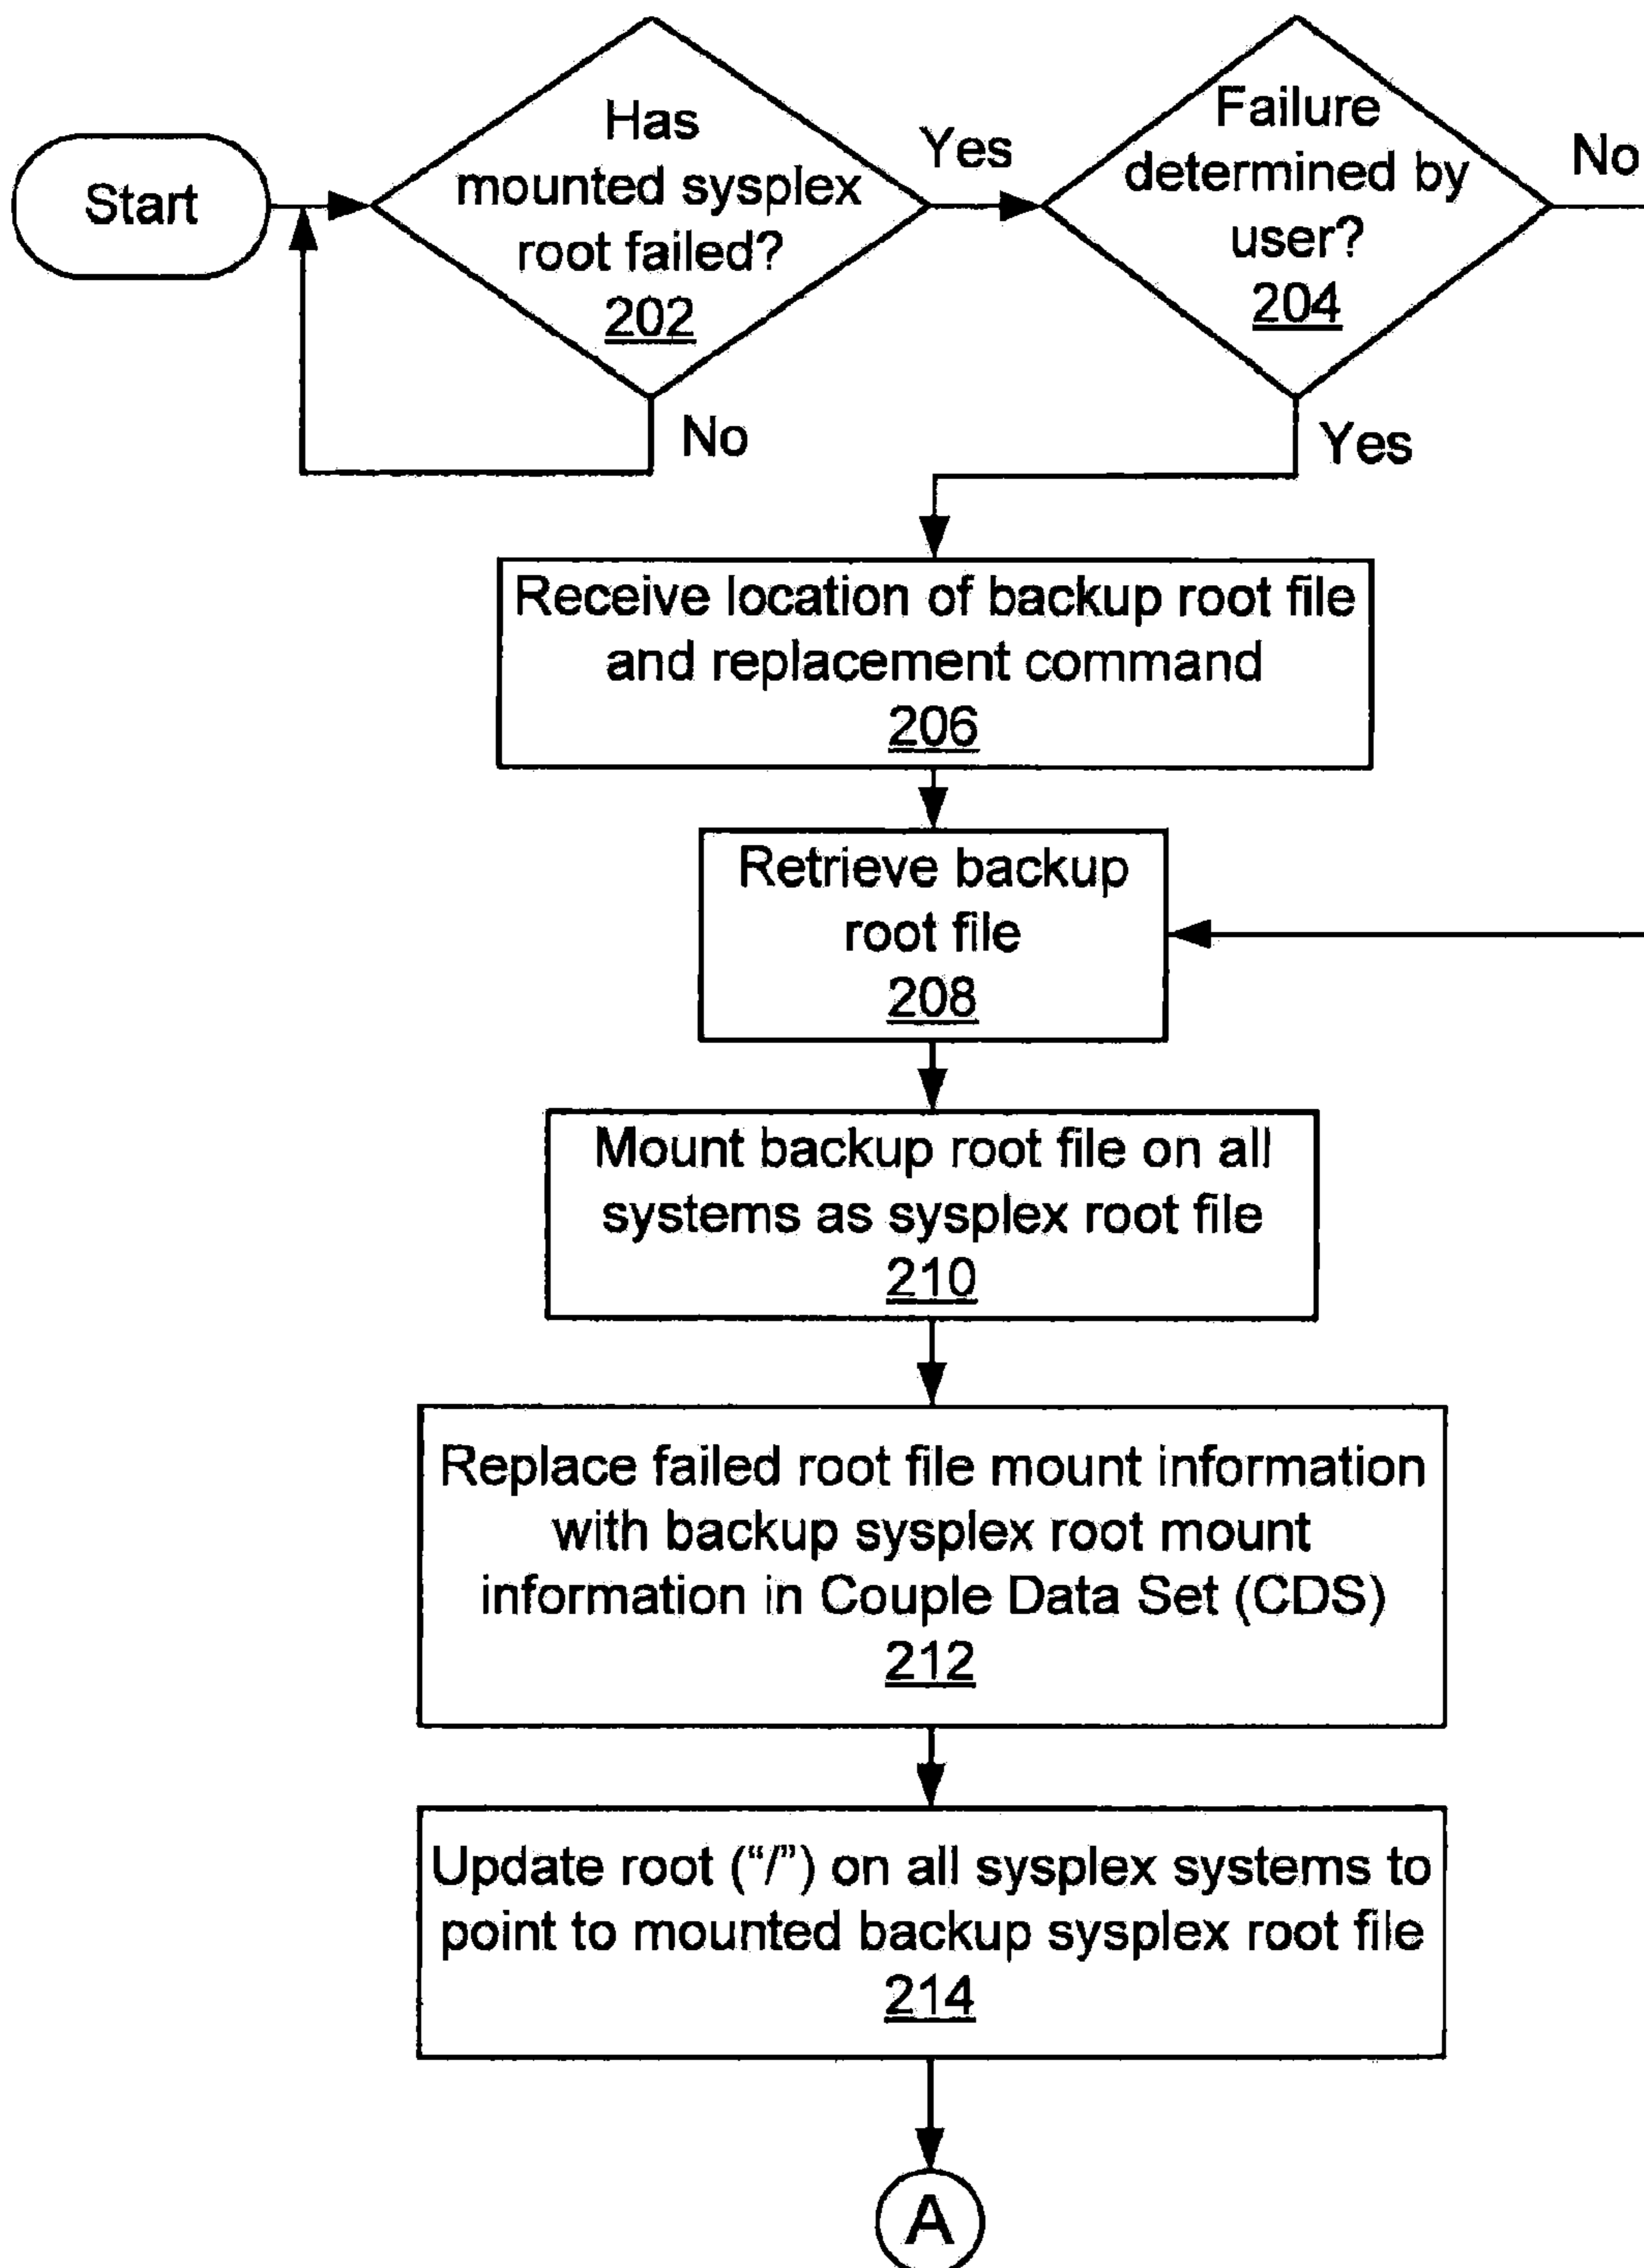 Start
Has
mounted sysplex
root failed?
202
Yes
No
Failure
determined by
user?
204
No
Yes
Receive location of backup root file
and replacement command
206
Retrieve backup
root file
208
Mount backup root file on all
systems as sysplex root file
210
Replace failed root file mount information
with backup sysplex root mount
information in Couple Data Set (CDS)
212
Update root (“/”) on all sysplex systems to
point to mounted backup sysplex root file
214
A